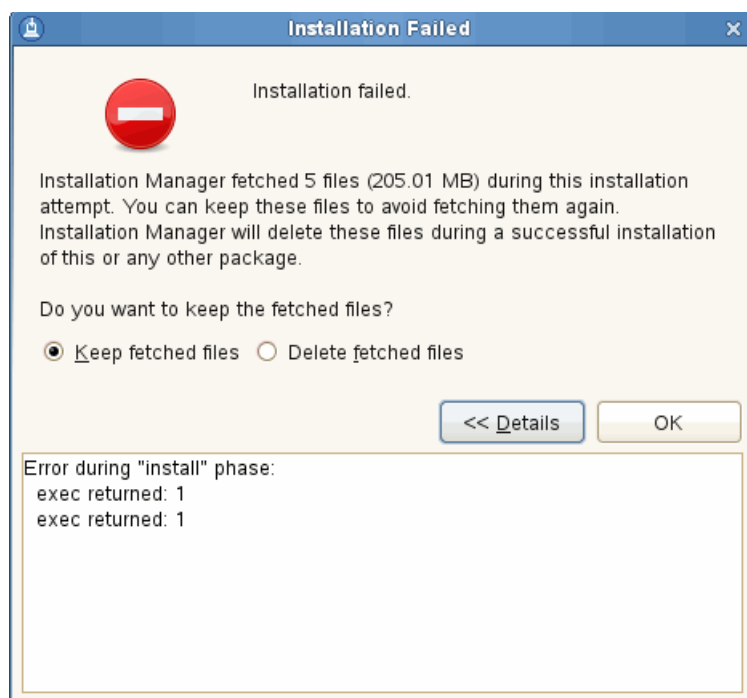 Installation Failed
Installation failed.
Installation Manager fetched 5 files (205.01 MB) during this installation
attempt. You can keep these files to avoid fetching them again.
Installation Manager will delete these files during a successful installation
of this or any other package.
Do you want to keep the fetched files?
Keep fetched files Delete fetched files
<< Details OK
Error during "install" phase:
exec returned: 1
exec returned: 1